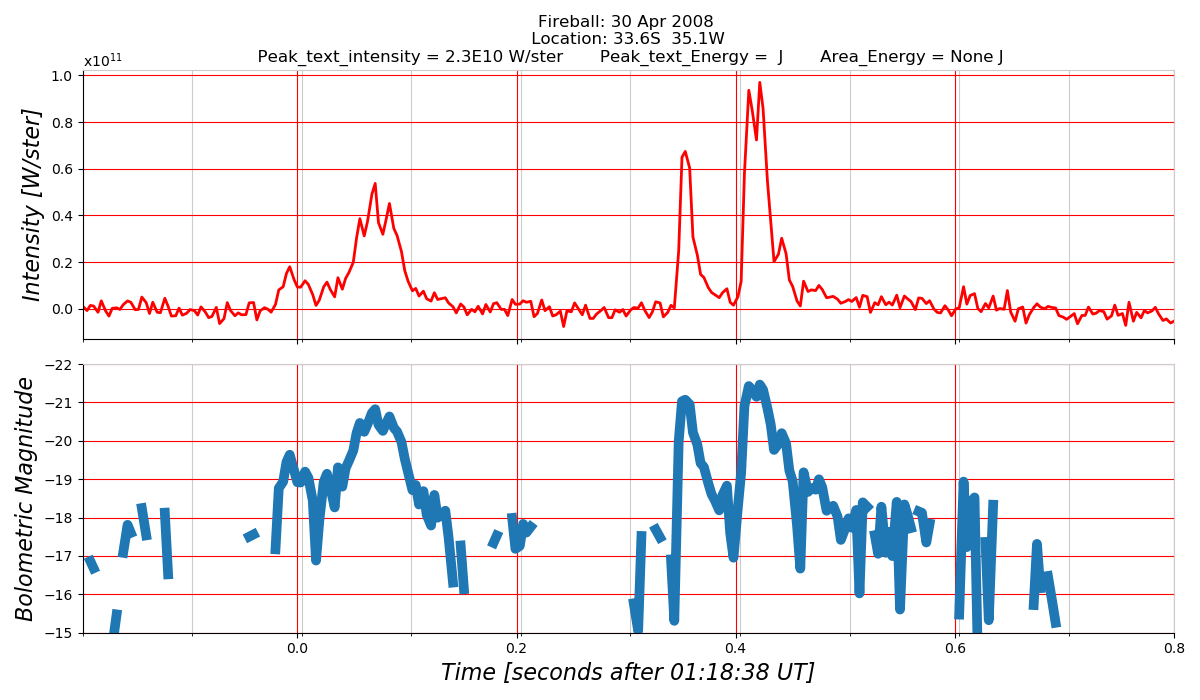 Fireball: 30 Apr 2008
Location: 33.6S  35.1W
Peak_text_intensity = 2.3E10 W/ster       Peak_text_Energy =  J       Area_Energy = None J
x10¹¹
1.0
0.8
0.6
0.4
0.2
0.0
Intensity [W/ster]
−22
−21
−20
−19
−18
−17
−16
−15
Bolometric Magnitude
0.0 0.2 0.4 0.6 0.8
Time [seconds after 01:18:38 UT]